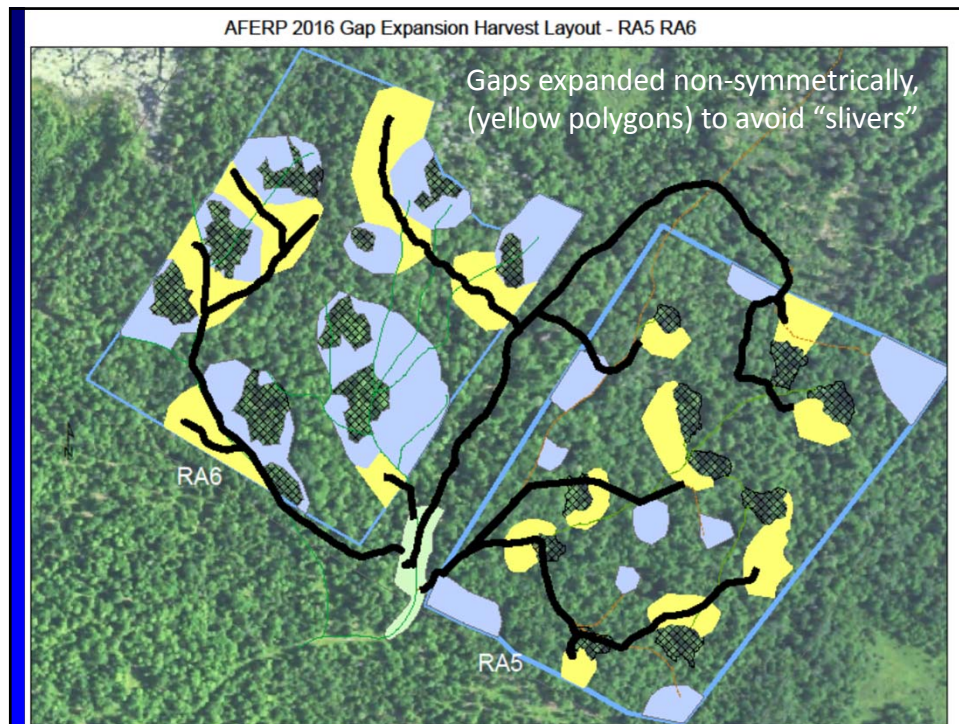 AFERP 2016 Gap Expansion Harvest Layout - RA5 RA6
Gaps expanded non-symmetrically,
(yellow polygons) to avoid “slivers”
RA6
RA5